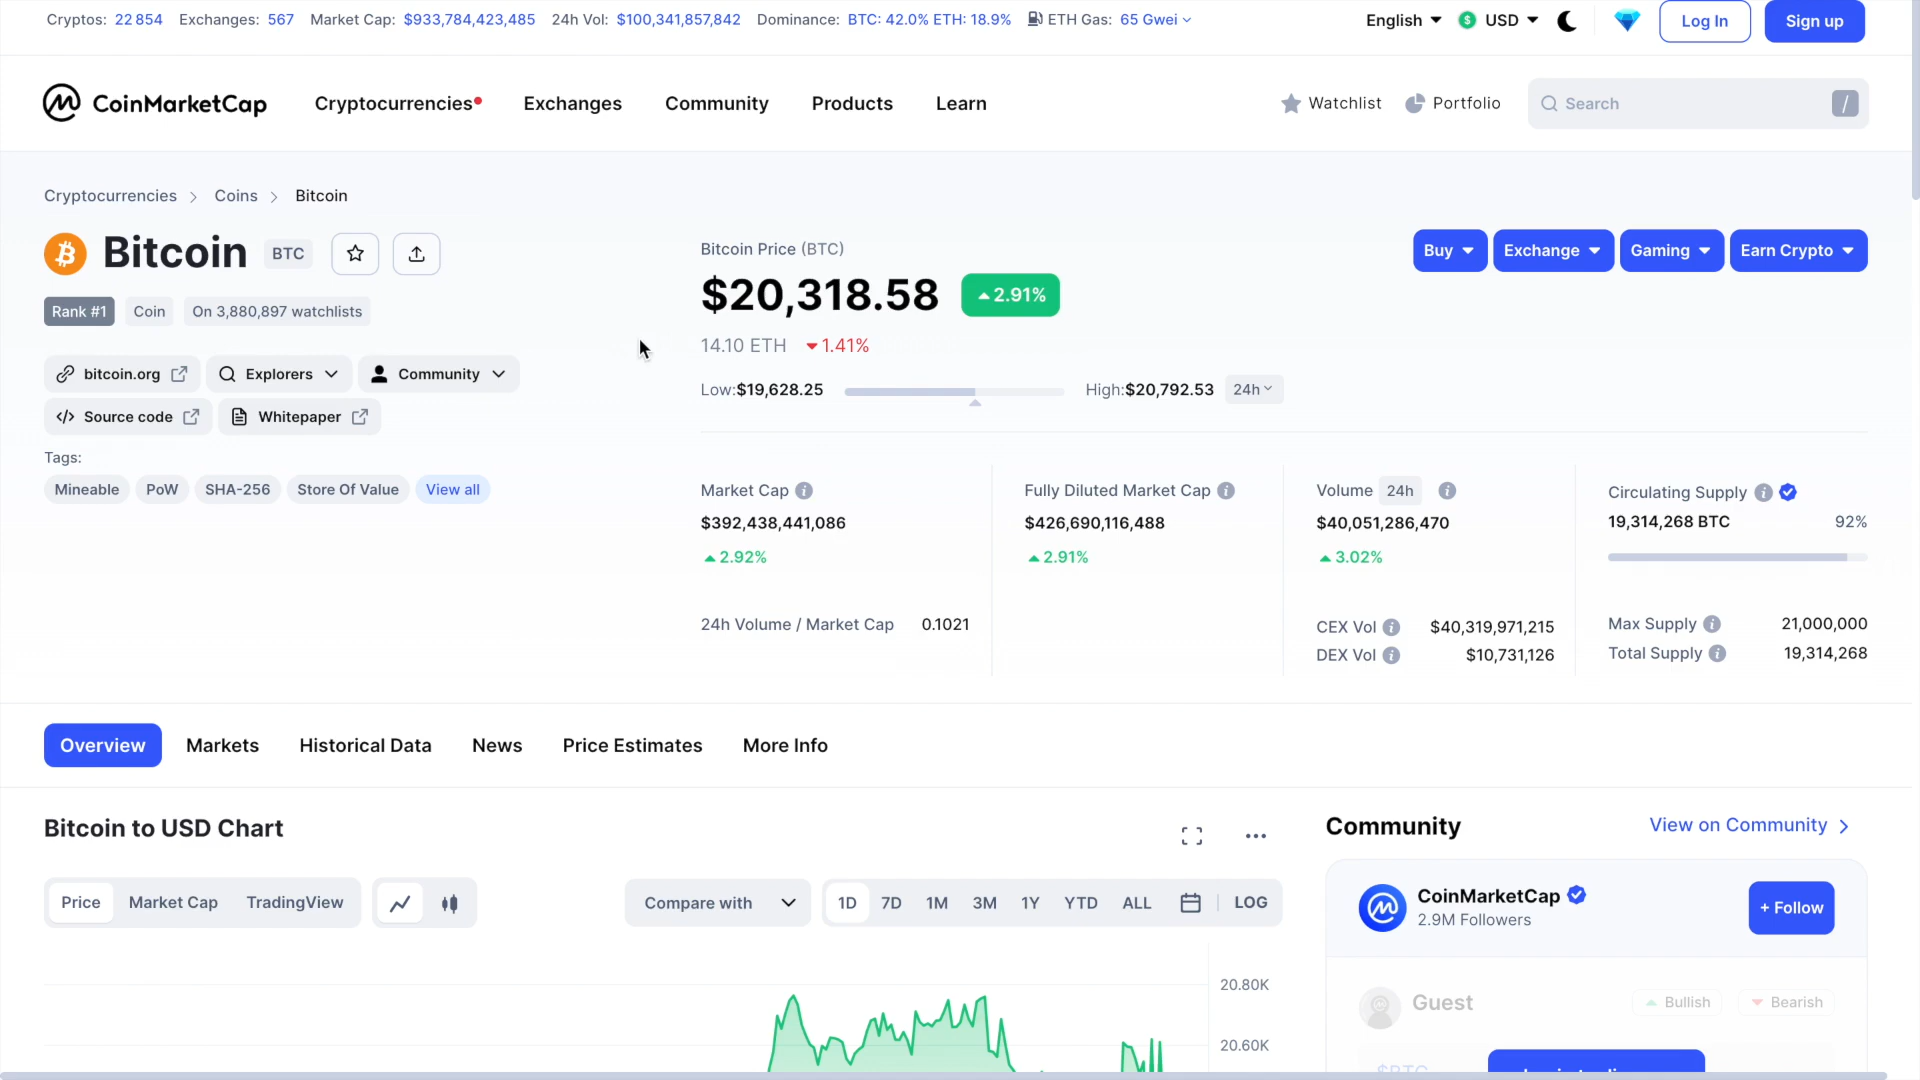 Cryptos: 22 854 Exchanges: 567 Market Cap: $933,784,423,485 24h Vol: $100,341,857,842 Dominance: BTC: 42.0% ETH: 18.9% ETH Gas: 65 Gwei
English USD Log In Sign up
CoinMarketCap Cryptocurrencies Exchanges Community Products Learn Watchlist Portfolio Search /
Cryptocurrencies > Coins > Bitcoin
Bitcoin BTC
Rank #1 Coin On 3,880,897 watchlists
bitcoin.org Explorers Community
Source code Whitepaper
Tags:
Mineable PoW SHA-256 Store Of Value View all
Bitcoin Price (BTC)
$20,318.58 2.91%
14.10 ETH 1.41%
Low:$19,628.25 High:$20,792.53 24h
Buy Exchange Gaming Earn Crypto
Market Cap
$392,438,441,086
2.92%
24h Volume / Market Cap 0.1021
Fully Diluted Market Cap
$426,690,116,488
2.91%
Volume 24h
$40,051,286,470
3.02%
CEX Vol $40,319,971,215
DEX Vol $10,731,126
Circulating Supply
19,314,268 BTC 92%
Max Supply 21,000,000
Total Supply 19,314,268
Overview Markets Historical Data News Price Estimates More Info
Bitcoin to USD Chart
Price Market Cap TradingView Compare with 1D 7D 1M 3M 1Y YTD ALL LOG
20.80K
20.60K
Community View on Community >
CoinMarketCap
2.9M Followers
+ Follow
Guest Bullish Bearish
$BTC